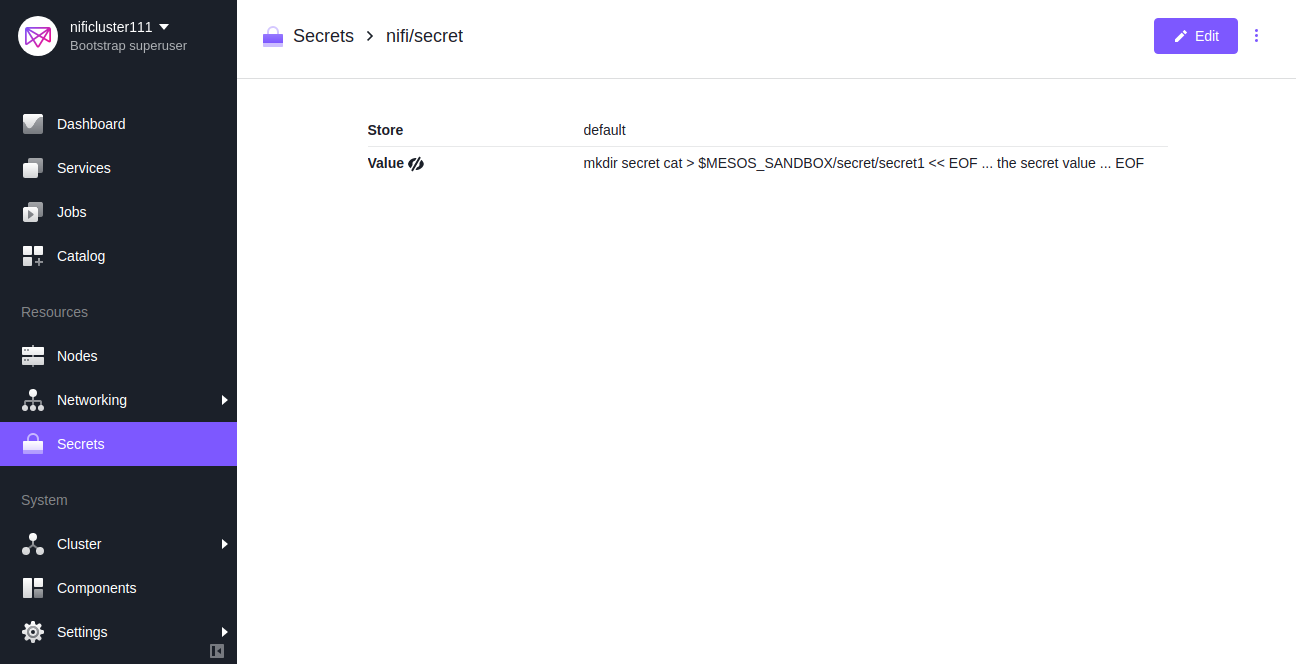 nificluster111
Bootstrap superuser
Dashboard
Services
Jobs
Catalog
Resources
Nodes
Networking
Secrets
System
Cluster
Components
Settings
Secrets > nifi/secret
Edit
Store default
Value mkdir secret cat > $MESOS_SANDBOX/secret/secret1 << EOF ... the secret value ... EOF